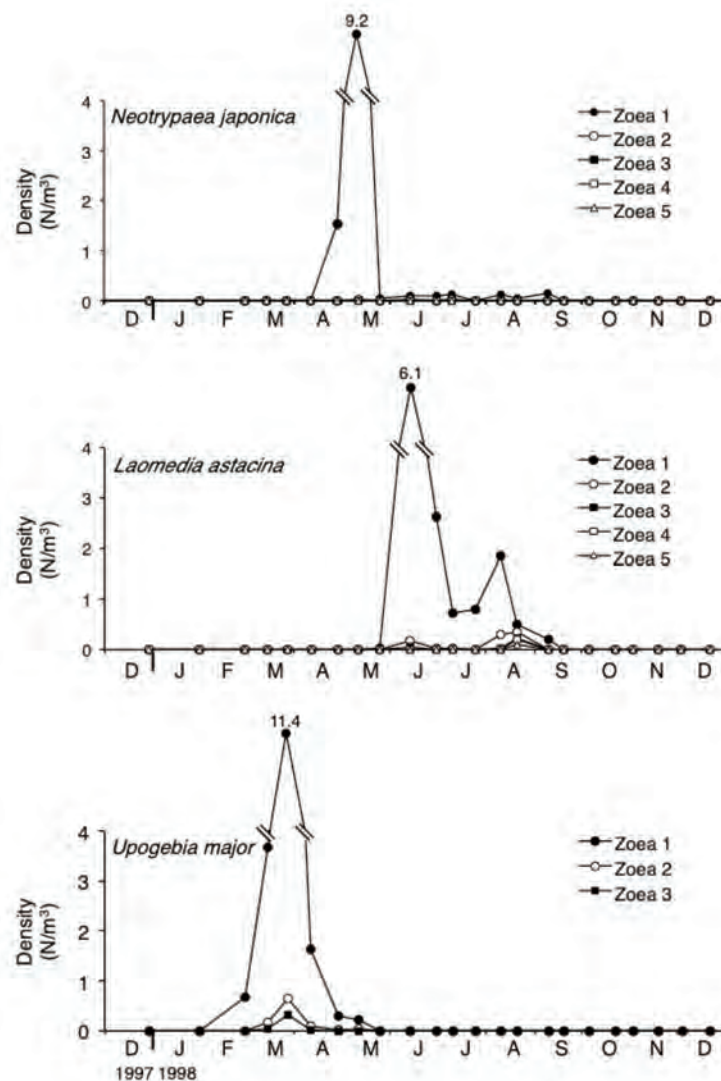 9.2
4
Neotrypaea japonica
Zoea 1
Zoea 2
3
Zoea 3
Zoea 4
2
Zoea 5
Density
(N/m³)
1
0
D J F M A M J J A S O N D
6.1
4
Laomedia astacina
Zoea 1
Zoea 2
3
Zoea 3
Zoea 4
2
Zoea 5
Density
(N/m³)
1
0
D J F M A M J J A S O N D
11.4
4
Upogebia major
Zoea 1
Zoea 2
3
Zoea 3
2
Density
(N/m³)
1
0
D J F M A M J J A S O N D
1997 1998